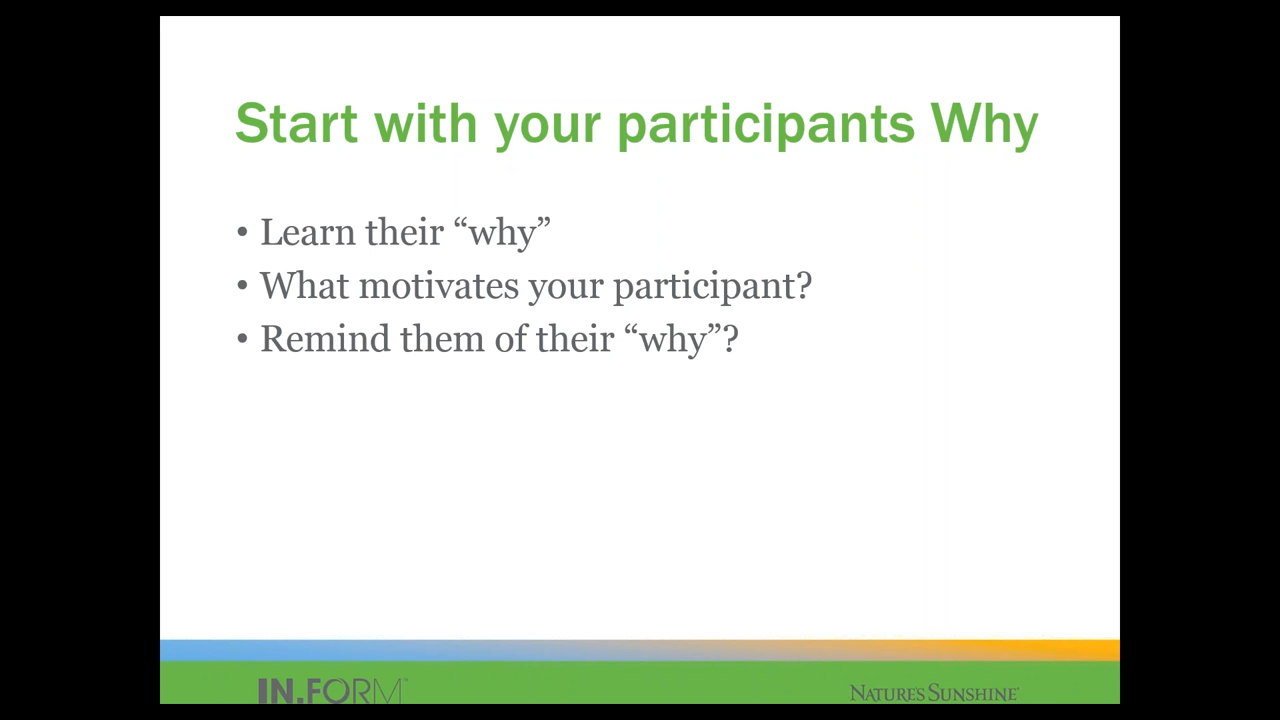 Start with your participants Why
• Learn their “why”
• What motivates your participant?
• Remind them of their “why”?
IN.FORM™
NATURE'S SUNSHINE®